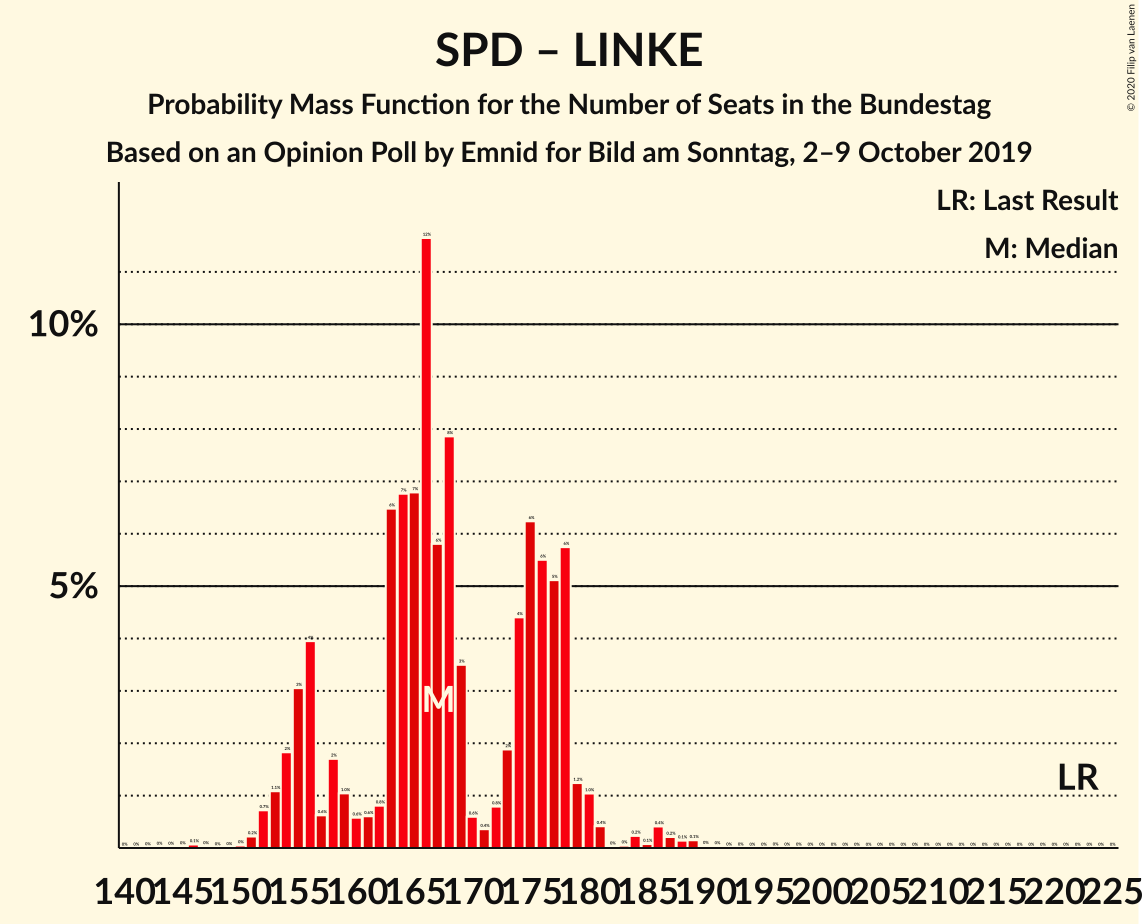 SPD – LINKE
Probability Mass Function for the Number of Seats in the Bundestag
Based on an Opinion Poll by Emnid for Bild am Sonntag, 2–9 October 2019
© 2020 Filip van Laenen
LR: Last Result
M: Median
10%
5%
12%
M
LR
140 145 150 155 160 165 170 175 180 185 190 195 200 205 210 215 220 225